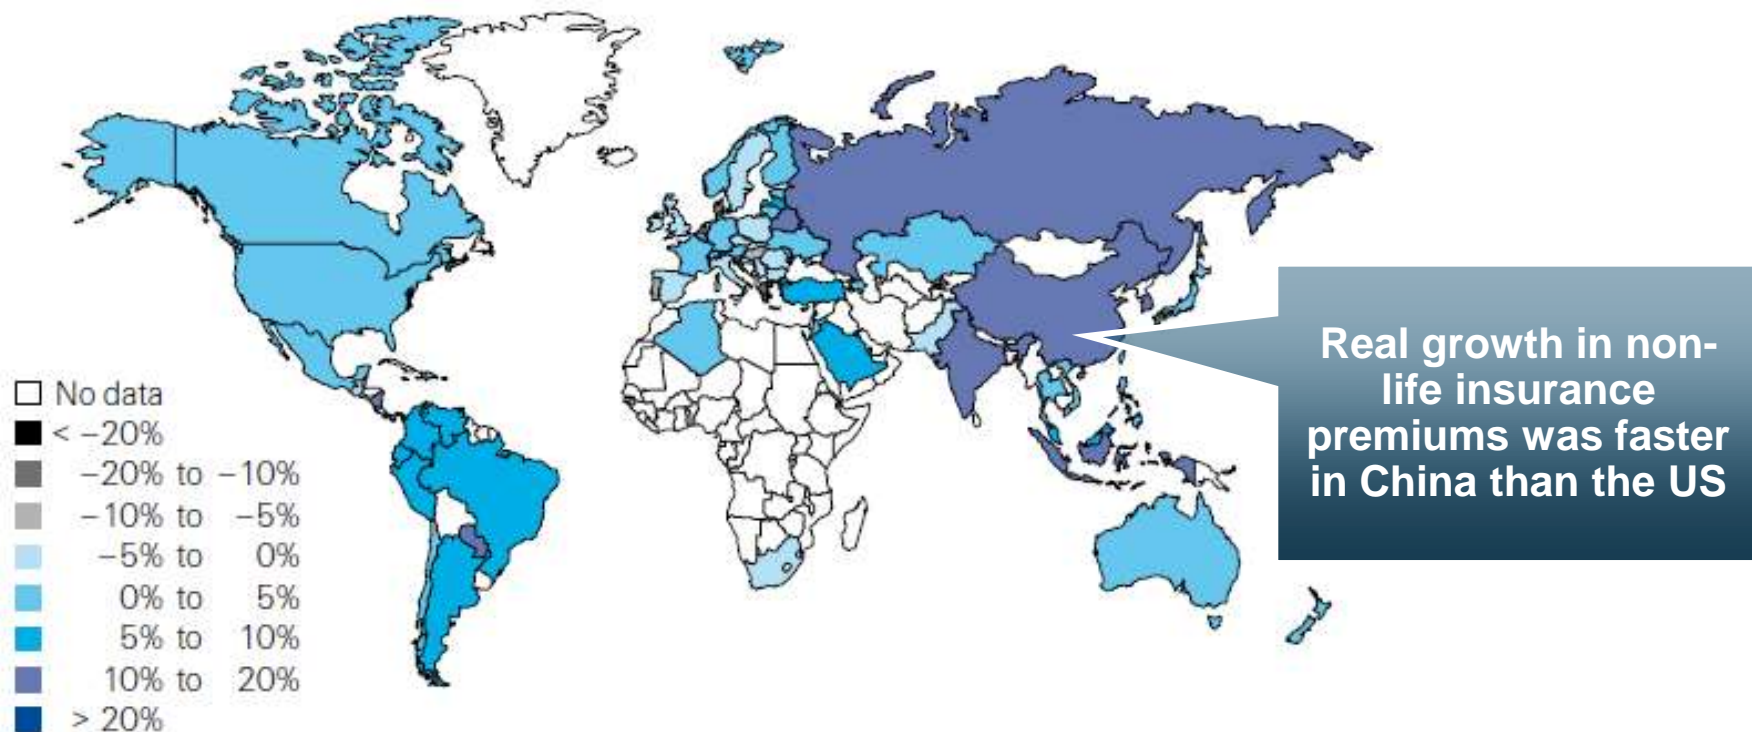 No data
< −20%
−20% to −10%
−10% to −5%
−5% to 0%
0% to 5%
5% to 10%
10% to 20%
> 20%
Real growth in non-
life insurance
premiums was faster
in China than the US